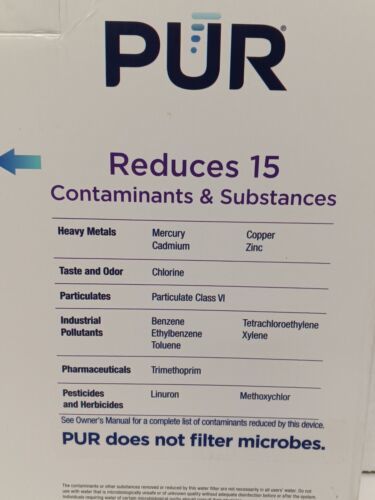 PUR®
Reduces 15
Contaminants & Substances
Heavy Metals Mercury Copper
Cadmium Zinc
Taste and Odor Chlorine
Particulates Particulate Class VI
Industrial Benzene Tetrachloroethylene
Pollutants Ethylbenzene Xylene
Toluene
Pharmaceuticals Trimethoprim
Pesticides Linuron Methoxychlor
and Herbicides
See Owner's Manual for a complete list of contaminants reduced by this device.
PUR does not filter microbes.
The contaminants or other substances removed or reduced by this water filter are not necessarily in all users' water. Do not
use with water that is microbiologically unsafe or of unknown quality without adequate disinfection before or after the system.